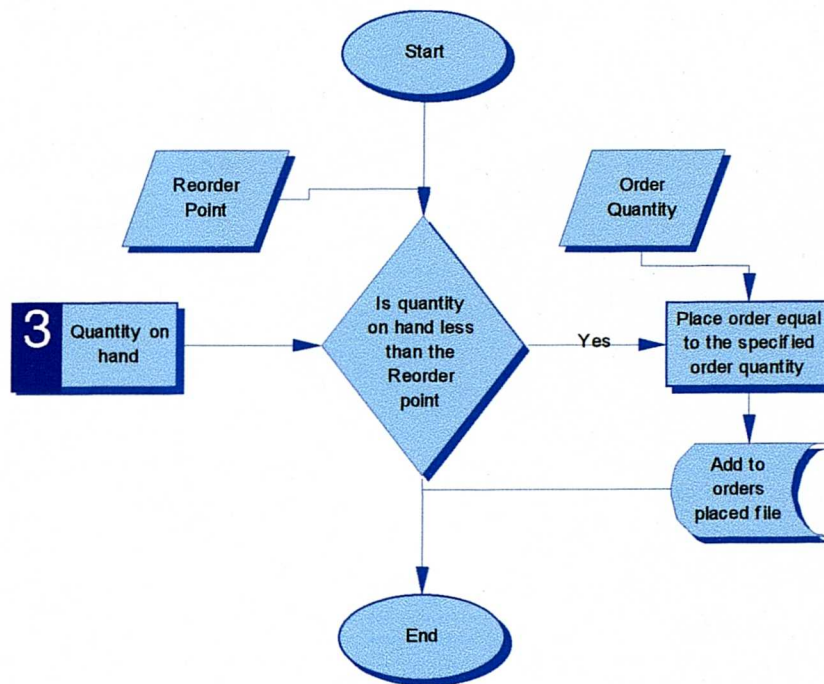 Start
Reorder
Point
Order
Quantity
3
Quantity on
hand
Is quantity
on hand less
than the
Reorder
point
Yes
Place order equal
to the specified
order quantity
Add to
orders
placed file
End